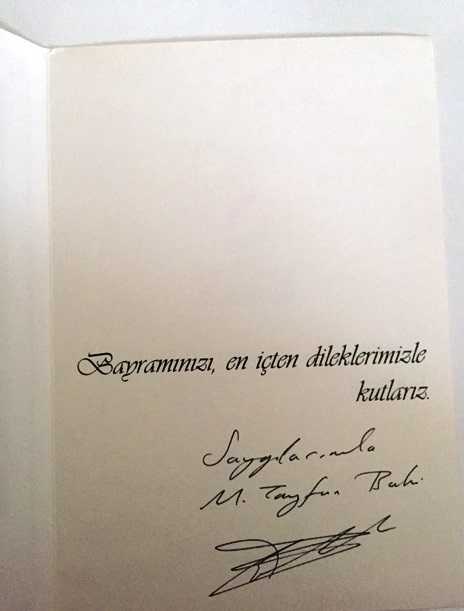 Bayramınızı, en içten dileklerimizle
kutlarız.
Saygılarımla
M. Tayfun Bahi